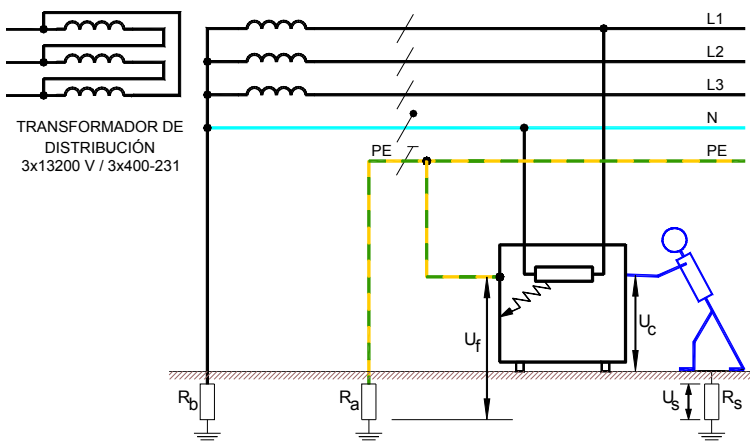 L1
L2
L3
N
PE
PE
TRANSFORMADOR DE
DISTRIBUCIÓN
3x13200 V / 3x400-231
Uf
Uc
Rb
Ra
Us
Rs